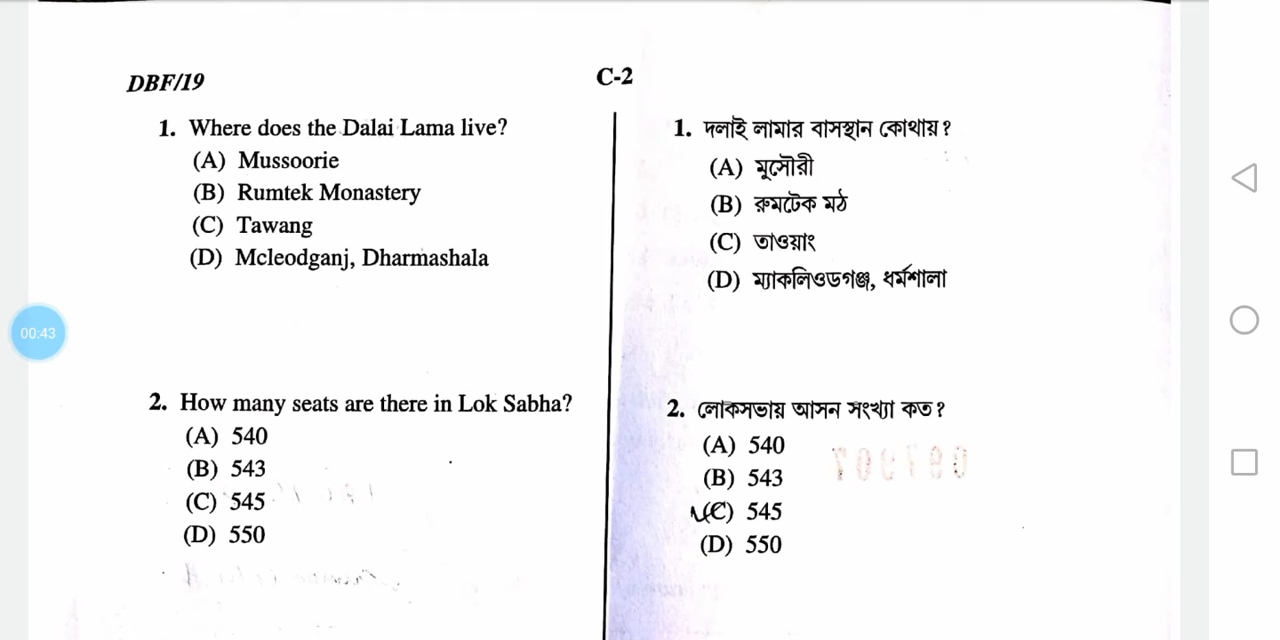 DBF/19
C-2
1. Where does the Dalai Lama live?
(A) Mussoorie
(B) Rumtek Monastery
(C) Tawang
(D) Mcleodganj, Dharmashala
2. How many seats are there in Lok Sabha?
(A) 540
(B) 543
(C) 545
(D) 550
1. দলাই লামার বাসস্থান কোথায়?
(A) মুসৌরী
(B) রুমটেক মঠ
(C) তাওয়াং
(D) ম্যাকলিওডগঞ্জ, ধর্মশালা
2. লোকসভায় আসন সংখ্যা কত?
(A) 540
(B) 543
(C) 545
(D) 550
00:43